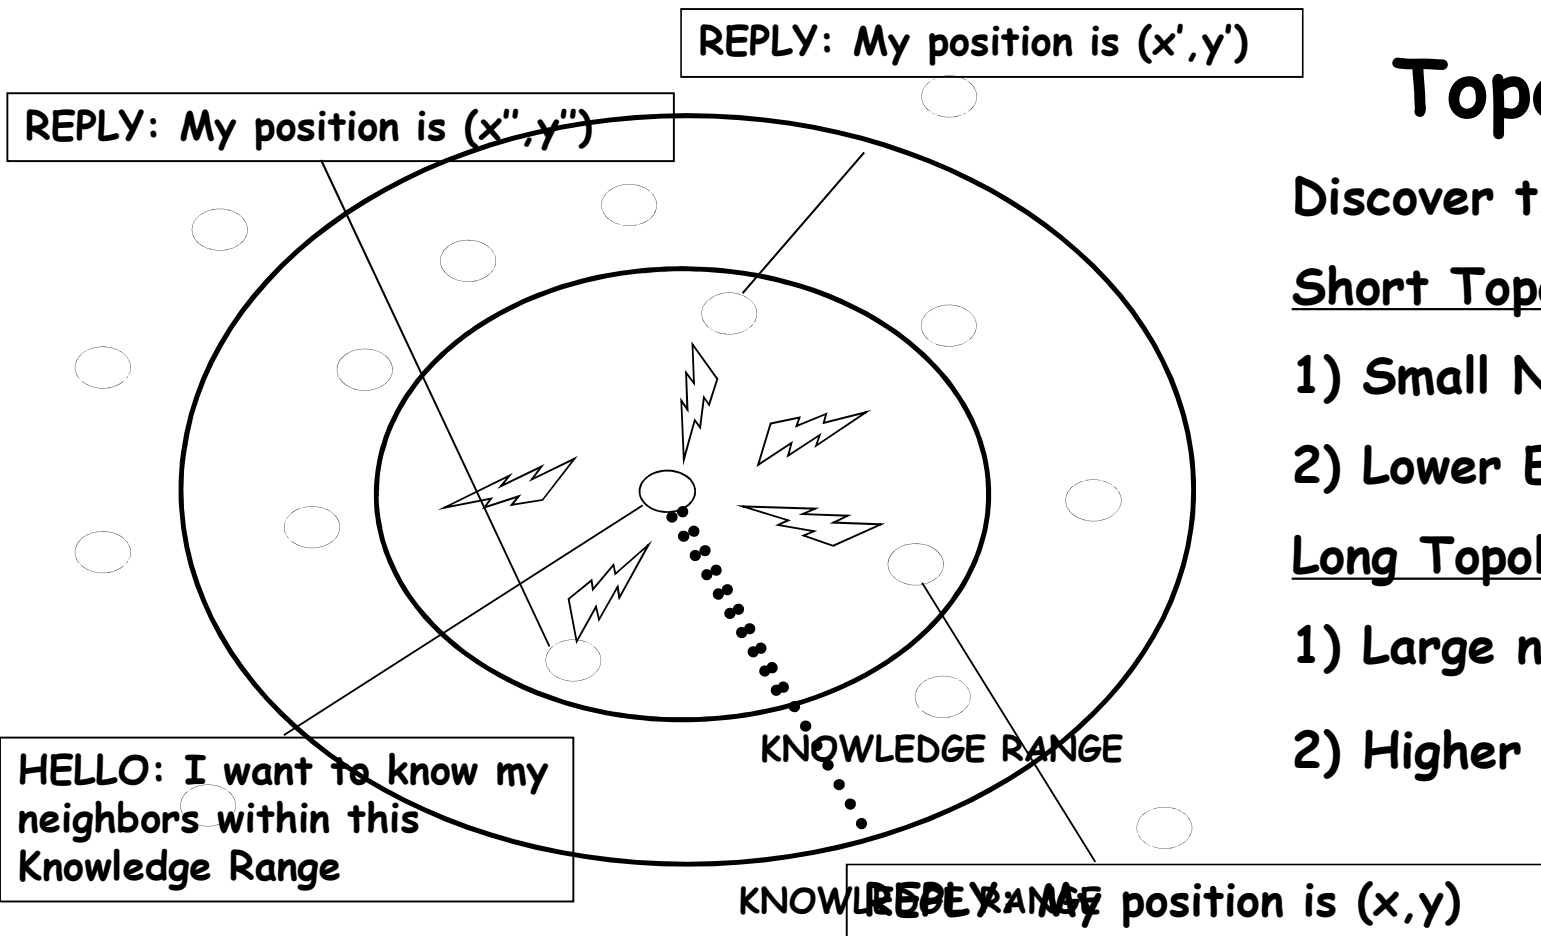 REPLY: My position is (x',y')
REPLY: My position is (x'',y'')
Topo
Discover t
Short Topo
1) Small N
2) Lower E
Long Topol
1) Large n
2) Higher
KNOWLEDGE RANGE
HELLO: I want to know my
neighbors within this
Knowledge Range
KNOWLEDGE RANGE
REPLY: My position is (x,y)